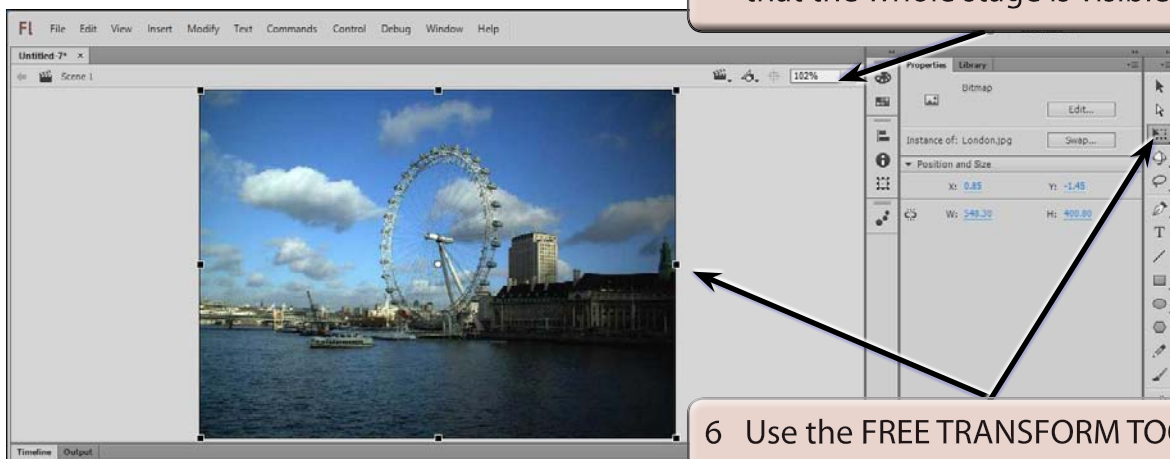 that the whole stage is visible
Fl File Edit View Insert Modify Text Commands Control Debug Window Help
Untitled-7* ×
Scene 1
102%
Properties Library
Bitmap
Edit...
Instance of: London.jpg Swap...
Position and Size
X: 0.85 Y: -1.45
W: 548.30 H: 400.80
T
6 Use the FREE TRANSFORM TOO
Timeline Output